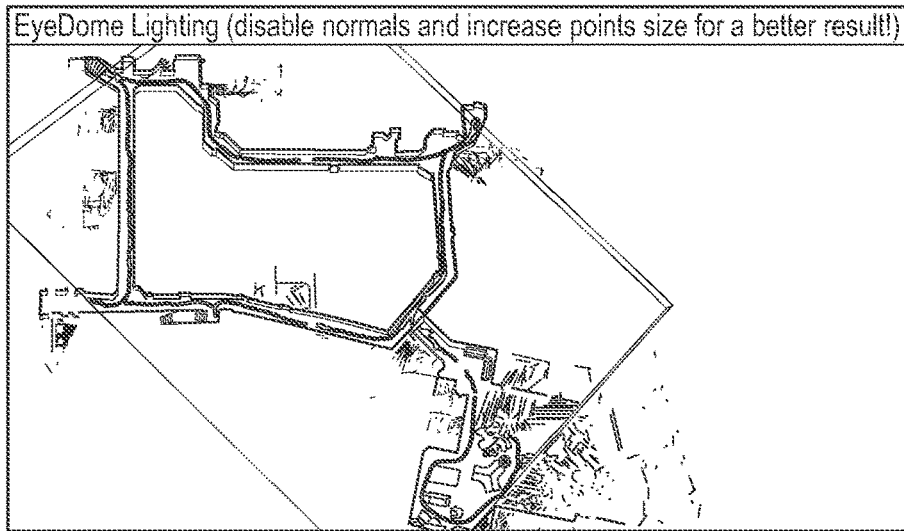 EyeDome Lighting (disable normals and increase points size for a better result!)